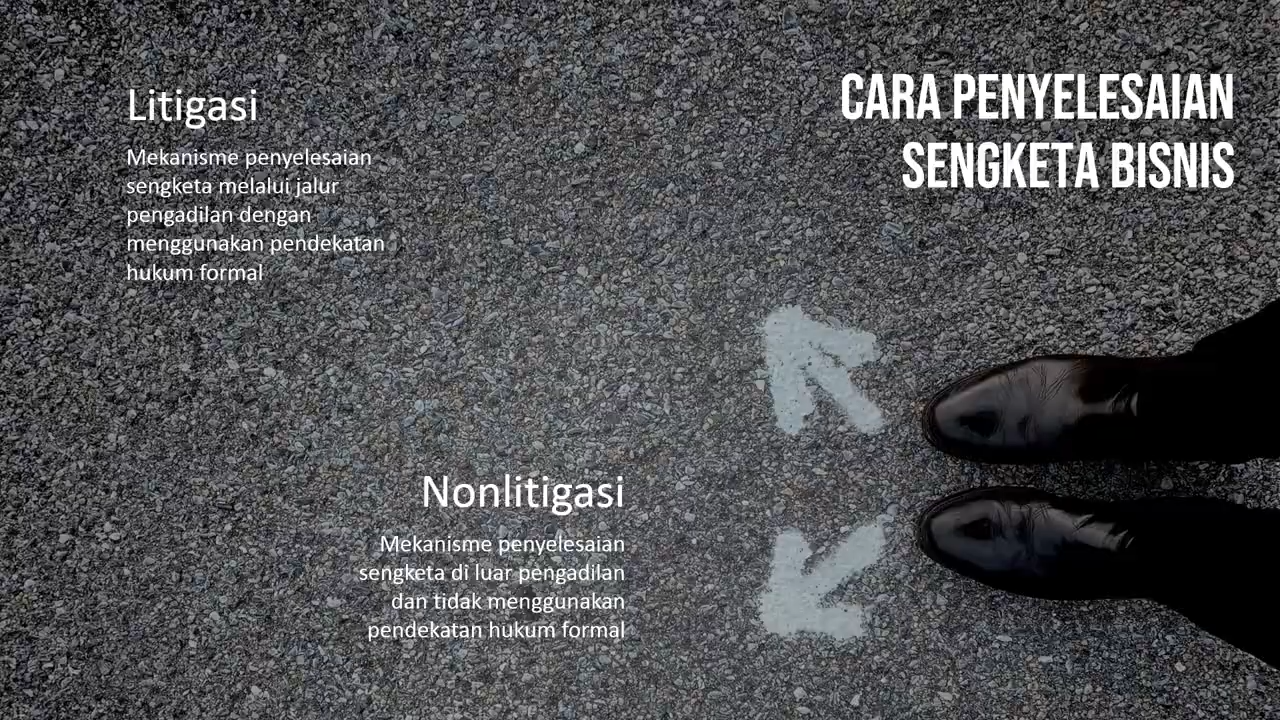 CARA PENYELESAIAN
SENGKETA BISNIS
Litigasi
Mekanisme penyelesaian
sengketa melalui jalur
pengadilan dengan
menggunakan pendekatan
hukum formal
Nonlitigasi
Mekanisme penyelesaian
sengketa di luar pengadilan
dan tidak menggunakan
pendekatan hukum formal